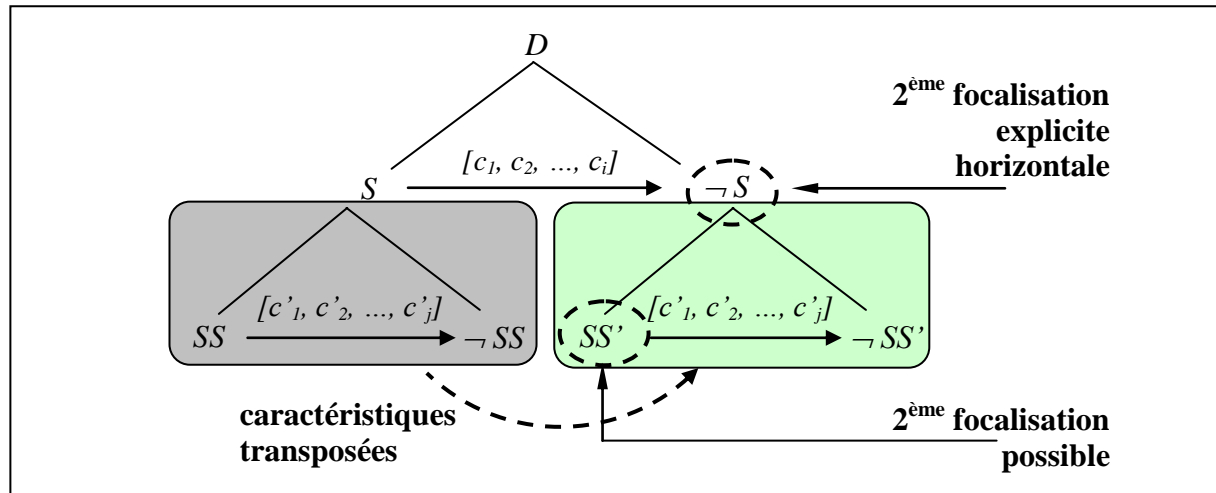 D
2ème focalisation
explicite
horizontale
[c1, c2, ..., ci]
S
¬ S
[c'1, c'2, ..., c'j]
[c'1, c'2, ..., c'j]
SS
¬ SS
SS'
¬ SS'
caractéristiques
transposées
2ème focalisation
possible